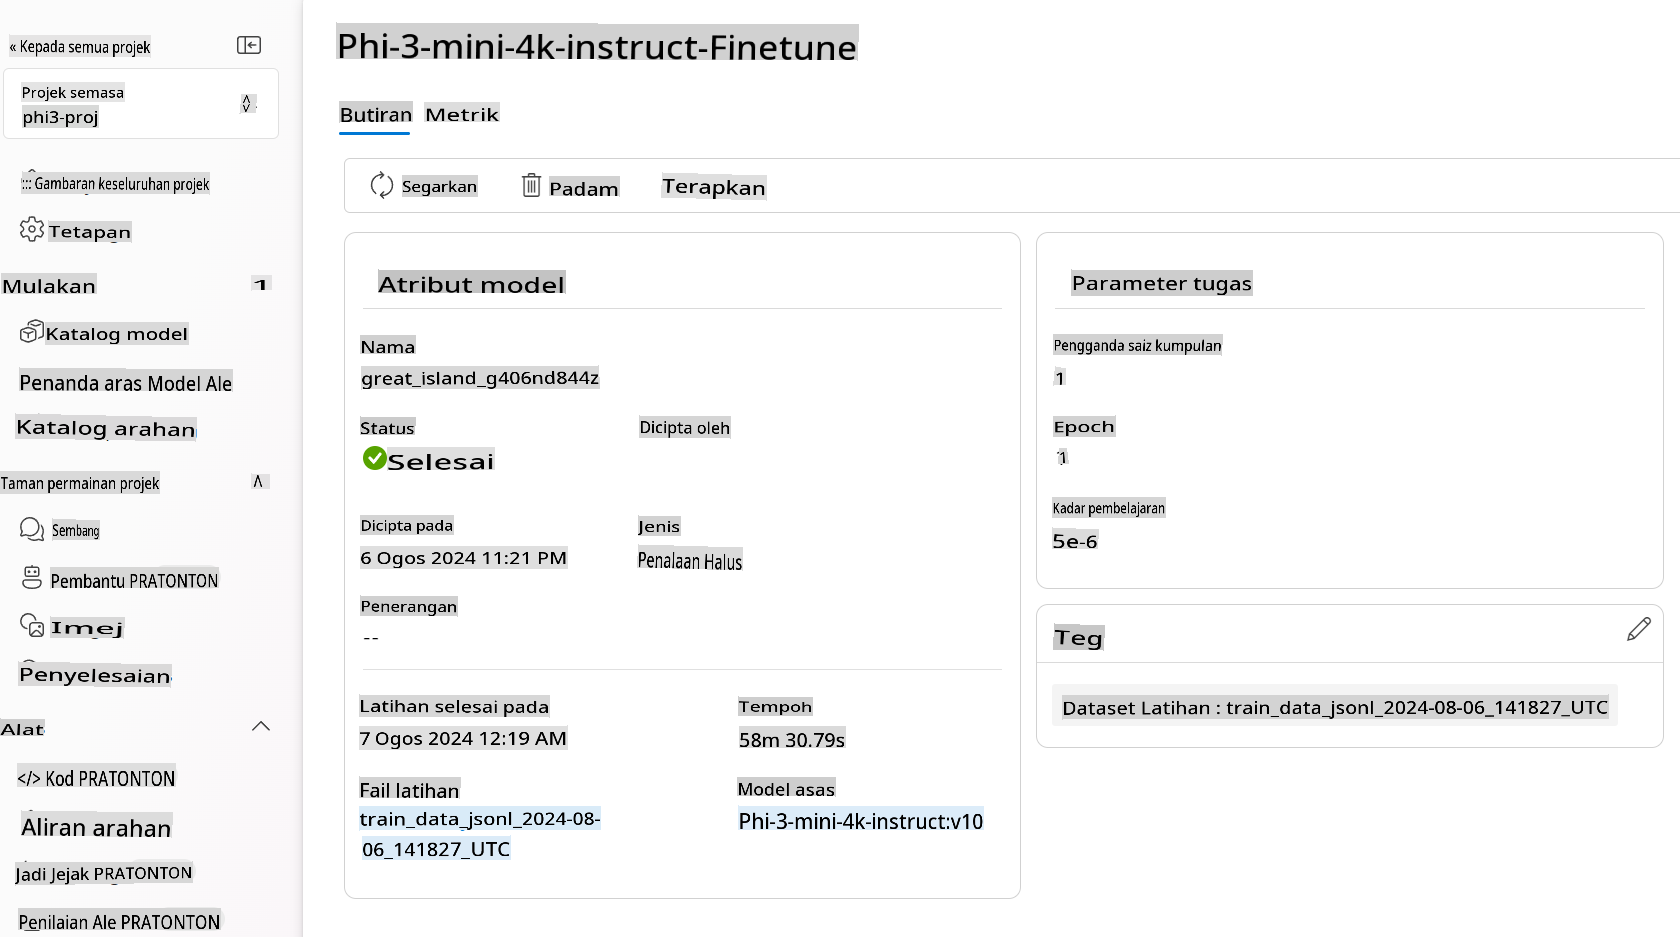 « Kepada semua projek
Projek semasa
phi3-proj
Gambaran keseluruhan projek
Tetapan
Mulakan
Katalog model
Penanda aras Model Ale
Katalog arahan
Taman permainan projek
Sembang
Pembantu PRATONTON
Imej
Penyelesaian
Alat
</> Kod PRATONTON
Aliran arahan
Jadi Jejak PRATONTON
Penilaian Ale PRATONTON
Phi-3-mini-4k-instruct-Finetune
Butiran Metrik
Segarkan Padam Terapkan
Atribut model
Nama
great_island_g406nd844z
Status Dicipta oleh
Selesai
Dicipta pada Jenis
6 Ogos 2024 11:21 PM Penalaan Halus
Penerangan
--
Latihan selesai pada Tempoh
7 Ogos 2024 12:19 AM 58m 30.79s
Fail latihan Model asas
train_data_jsonl_2024-08- Phi-3-mini-4k-instruct:v10
06_141827_UTC
Parameter tugas
Pengganda saiz kumpulan
1
Epoch
1
Kadar pembelajaran
5e-6
Teg
Dataset Latihan : train_data_jsonl_2024-08-06_141827_UTC